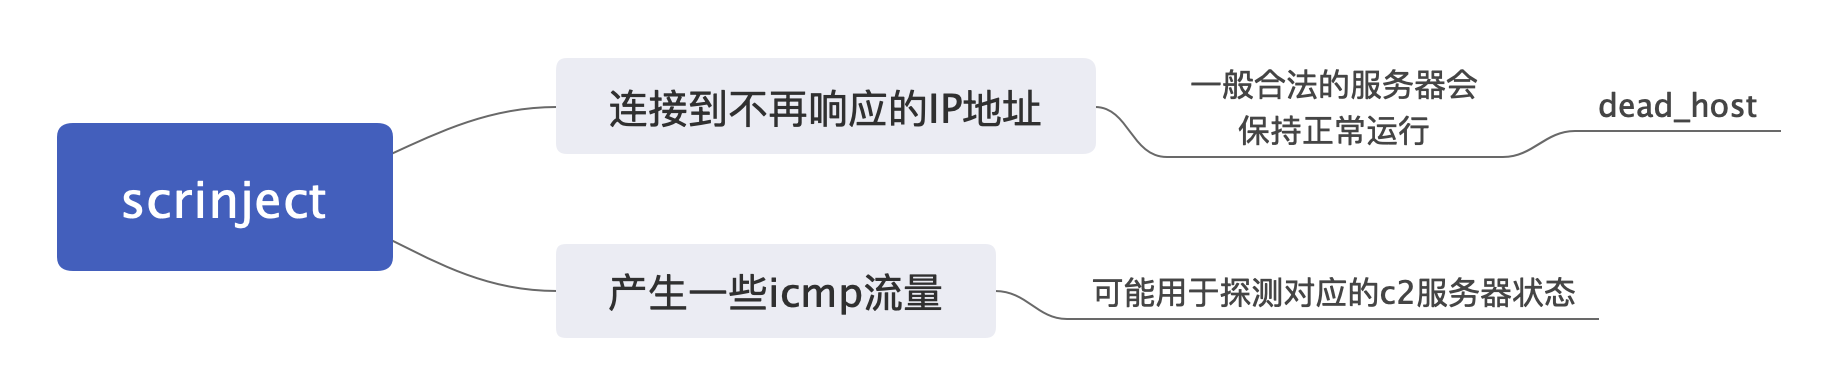 scrinject
连接到不再响应的IP地址
一般合法的服务器会
保持正常运行
dead_host
产生一些icmp流量
可能用于探测对应的c2服务器状态